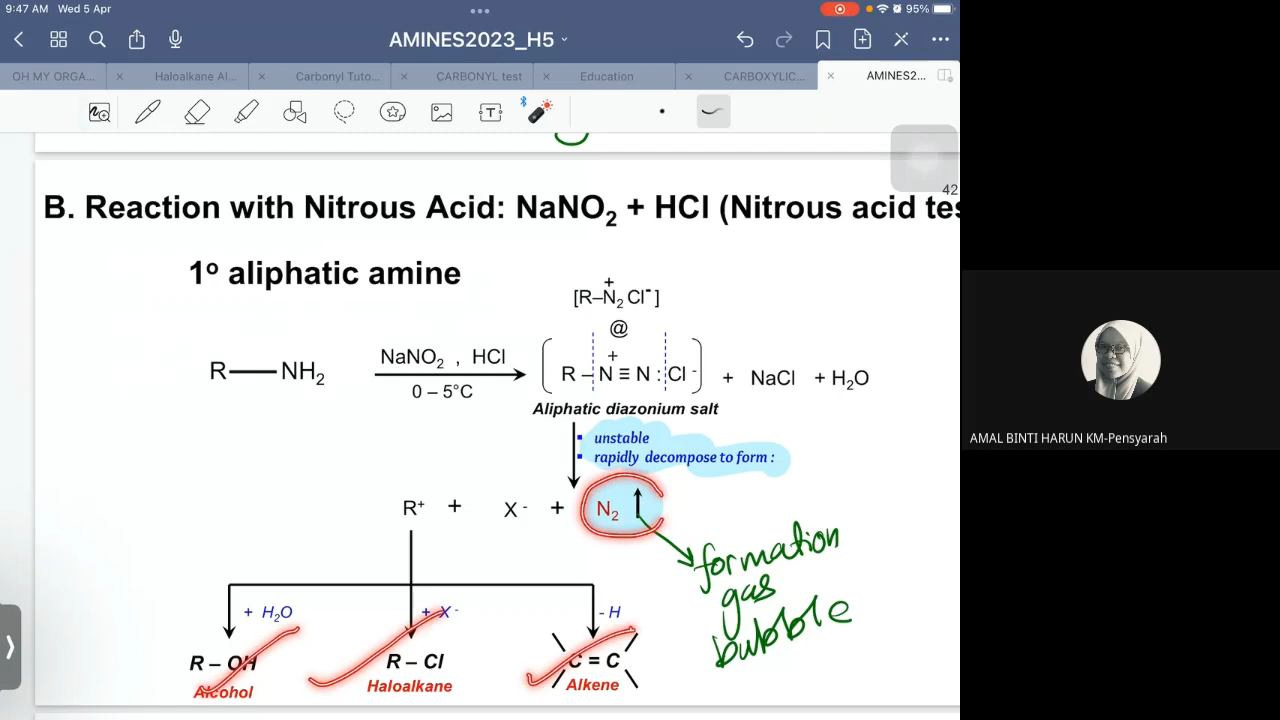 9:47 AM Wed 5 Apr
95%
AMINES2023_H5
OH MY ORGA...
Haloalkane Al...
Carbonyl Tuto...
CARBONYL test
Education
CARBOXYLIC...
AMINES2...
42
B. Reaction with Nitrous Acid: NaNO₂ + HCl (Nitrous acid tes
1° aliphatic amine
[R–N₂⁺ Cl⁻]
@
R — NH₂ NaNO₂ , HCl 0 – 5°C ( R – N⁺ ≡ N : Cl⁻ ) + NaCl + H₂O
Aliphatic diazonium salt
▪ unstable
▪ rapidly decompose to form :
R⁺ + X⁻ + N₂ ↑
formation
gas
bubble
+ H₂O + X⁻ - H
R – OH R – Cl C = C
Alcohol Haloalkane Alkene
AMAL BINTI HARUN KM-Pensyarah